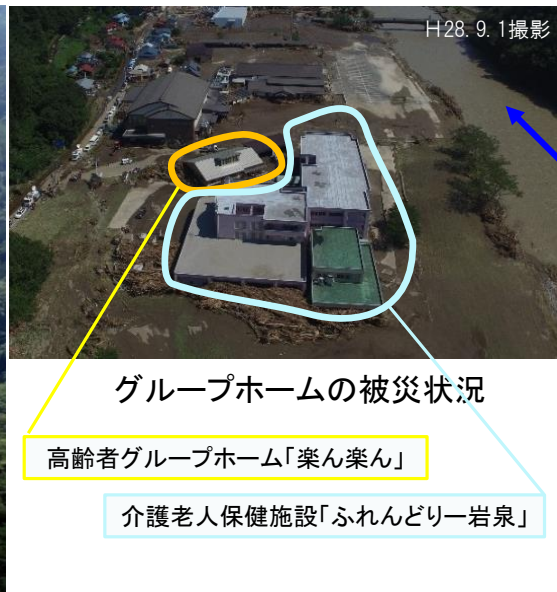 H28.9.1撮影
グループホームの被災状況
高齢者グループホーム「楽ん楽ん」
介護老人保健施設「ふれんどりー岩泉」